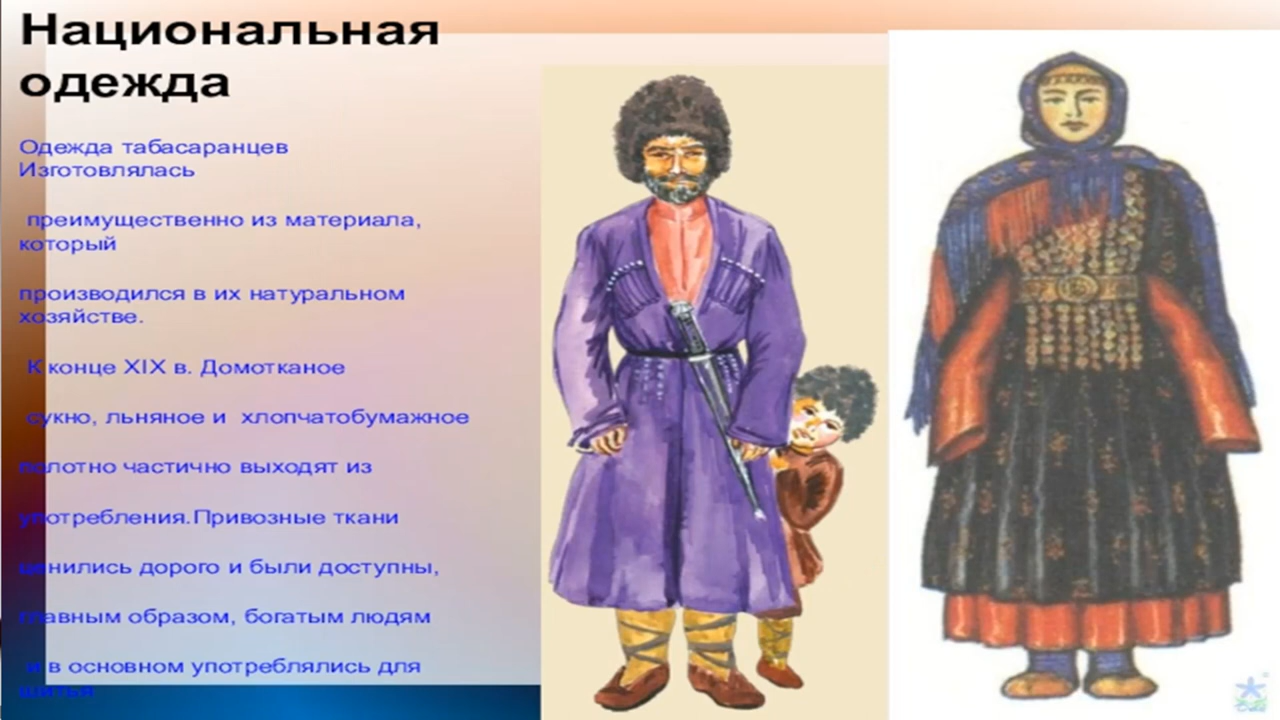 Национальная
одежда
Одежда табасаранцев
Изготовлялась
преимущественно из материала,
который
производился в их натуральном
хозяйстве.
К конце XIX в. Домотканое
сукно, льняное и хлопчатобумажное
полотно частично выходят из
употребления.Привозные ткани
ценились дорого и были доступны,
главным образом, богатым людям
и в основном употреблялись для
шитья